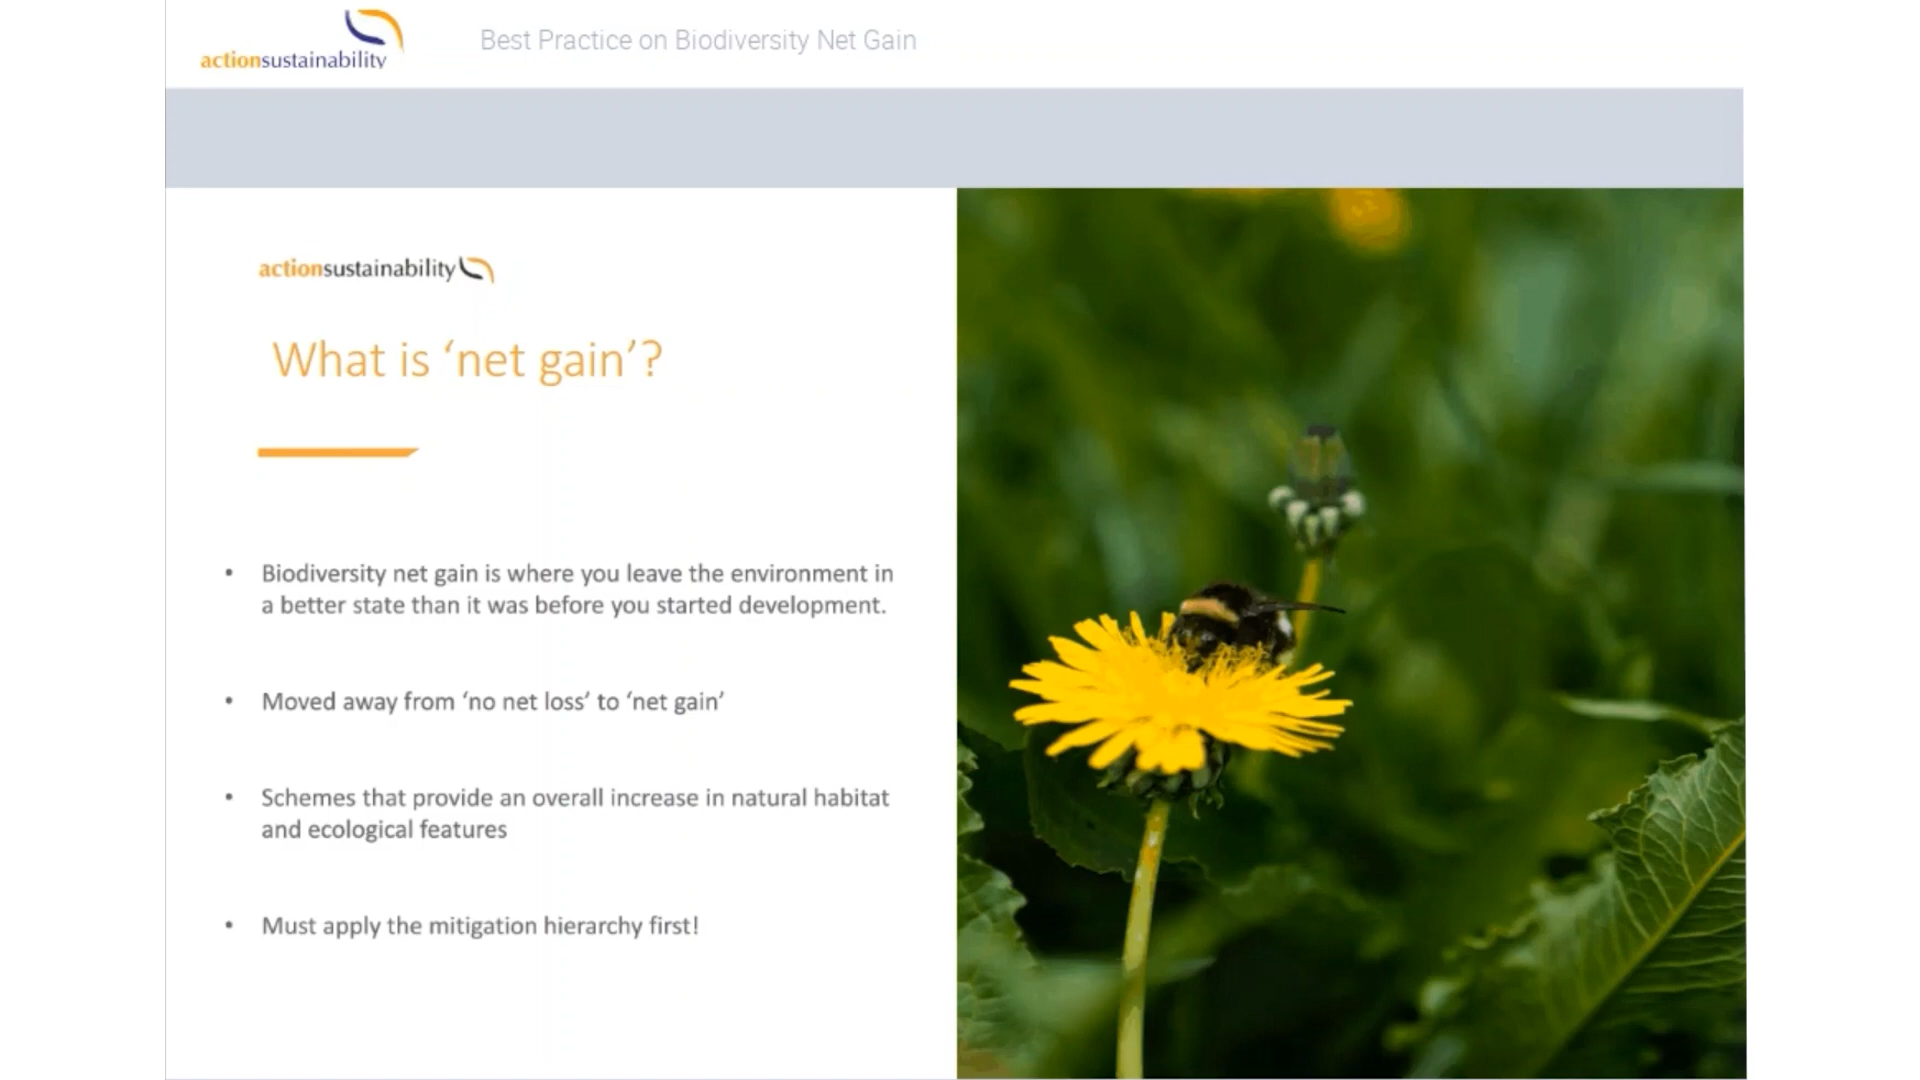 actionsustainability
Best Practice on Biodiversity Net Gain
actionsustainability
What is ‘net gain’?
• Biodiversity net gain is where you leave the environment in
a better state than it was before you started development.
• Moved away from ‘no net loss’ to ‘net gain’
• Schemes that provide an overall increase in natural habitat
and ecological features
• Must apply the mitigation hierarchy first!